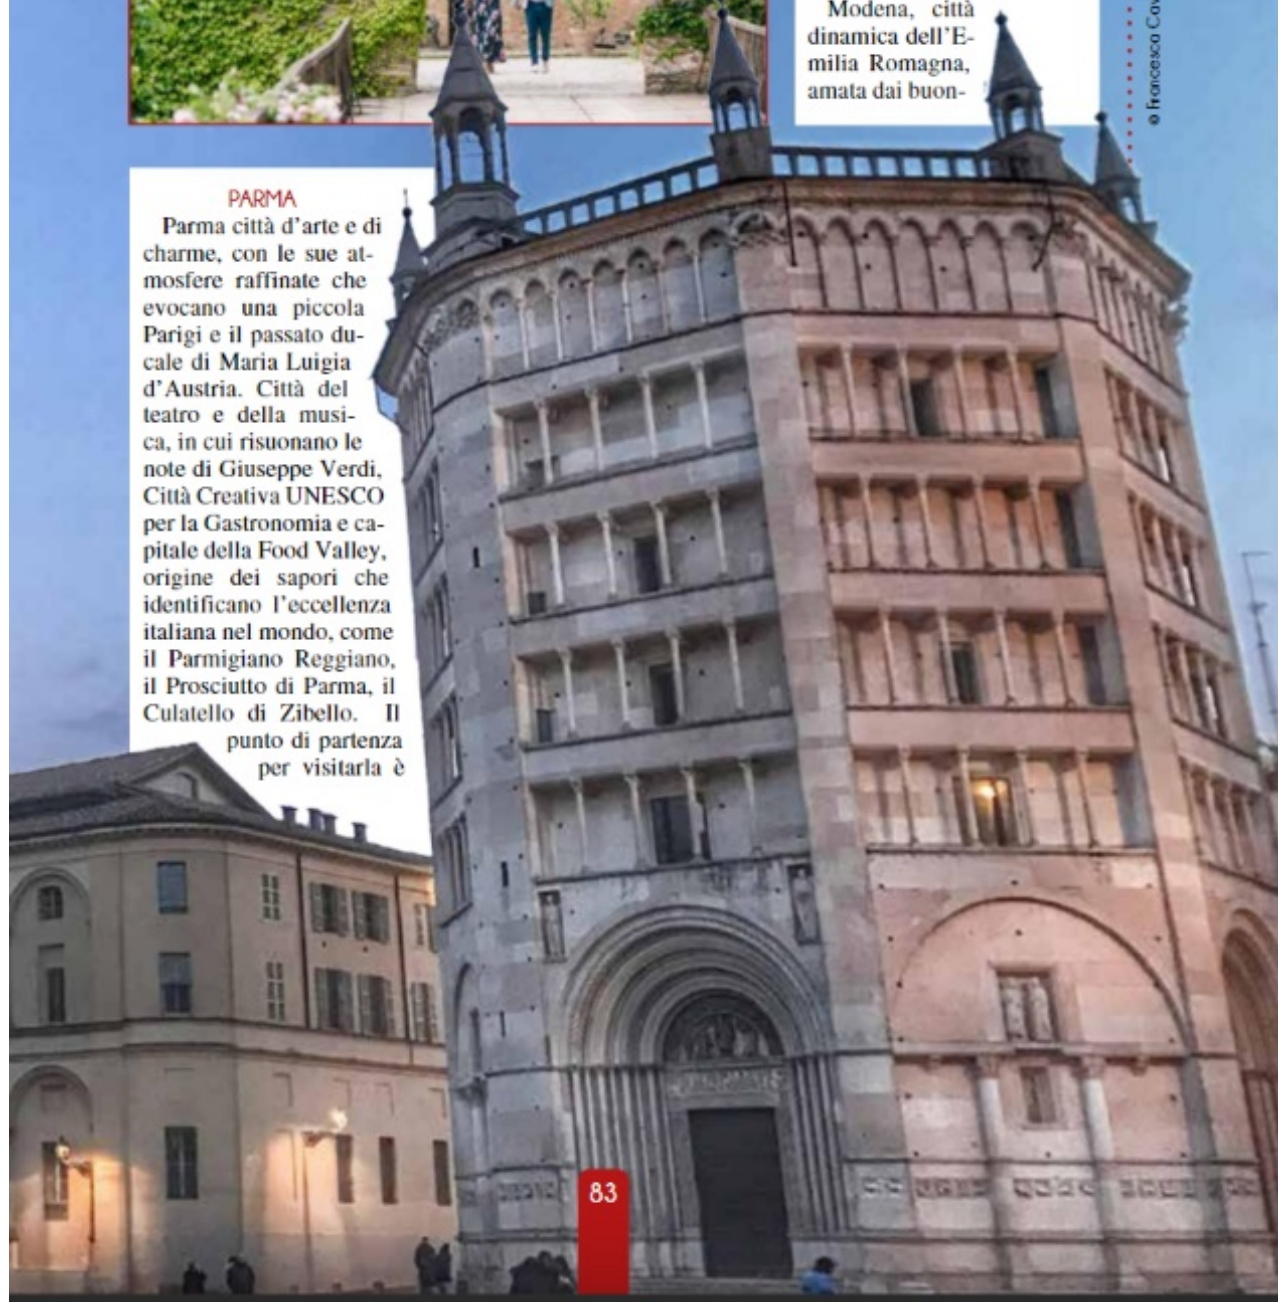 Modena, città
dinamica dell'E-
milia Romagna,
amata dai buon-
© Francesca
PARMA
Parma città d'arte e di
charme, con le sue at-
mosfere raffinate che
evocano una piccola
Parigi e il passato du-
cale di Maria Luigia
d'Austria. Città del
teatro e della musi-
ca, in cui risuonano le
note di Giuseppe Verdi,
Città Creativa UNESCO
per la Gastronomia e ca-
pitale della Food Valley,
origine dei sapori che
identificano l'eccellenza
italiana nel mondo, come
il Parmigiano Reggiano,
il Prosciutto di Parma, il
Culatello di Zibello. Il
punto di partenza
per visitarla è
83